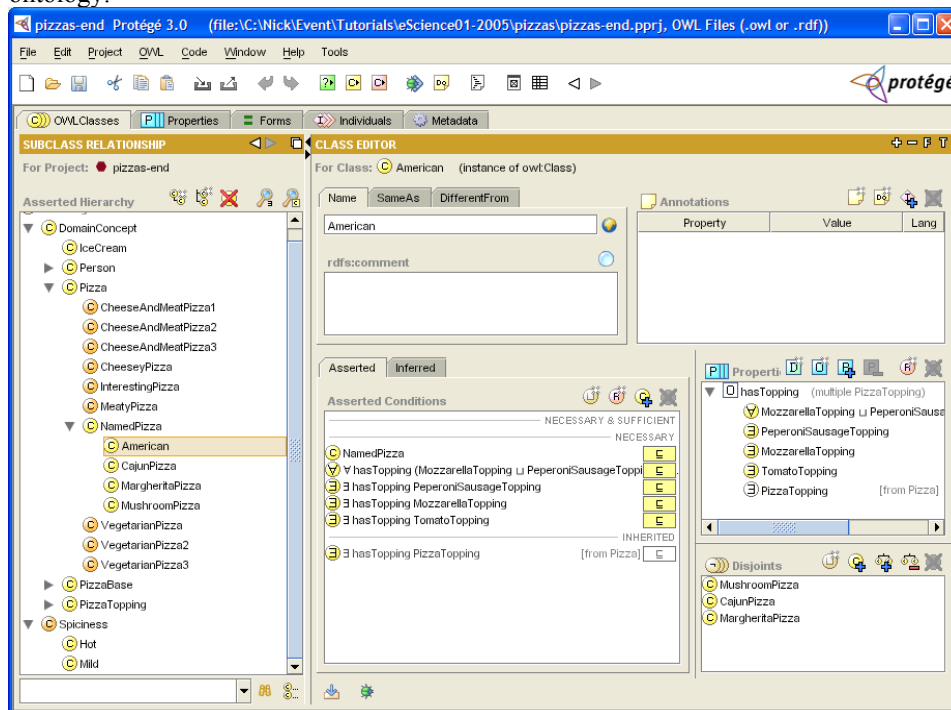 ontology.
pizzas-end Protégé 3.0 (file:C:\Nick\Event\Tutorials\eScience01-2005\pizzas\pizzas-end.pprj, OWL Files (.owl or .rdf))
File Edit Project OWL Code Window Help Tools
protégé
OWLClasses Properties Forms Individuals Metadata
SUBCLASS RELATIONSHIP
For Project: pizzas-end
Asserted Hierarchy
DomainConcept
IceCream
Person
Pizza
CheeseAndMeatPizza1
CheeseAndMeatPizza2
CheeseAndMeatPizza3
CheeseyPizza
InterestingPizza
MeatyPizza
NamedPizza
American
CajunPizza
MargheritaPizza
MushroomPizza
VegetarianPizza
VegetarianPizza2
VegetarianPizza3
PizzaBase
PizzaTopping
Spiciness
Hot
Mild
CLASS EDITOR
For Class: American (instance of owl:Class)
Name SameAs DifferentFrom
American
rdfs:comment
Annotations
Property Value Lang
Asserted Inferred
Asserted Conditions
NECESSARY & SUFFICIENT
NECESSARY
NamedPizza
∀ hasTopping (MozzarellaTopping ⊔ PeperoniSausageToppi
∃ hasTopping PeperoniSausageTopping
∃ hasTopping MozzarellaTopping
∃ hasTopping TomatoTopping
INHERITED
∃ hasTopping PizzaTopping [from Pizza]
Properti
hasTopping (multiple PizzaTopping)
MozzarellaTopping ⊔ PeperoniSausa
PeperoniSausageTopping
MozzarellaTopping
TomatoTopping
PizzaTopping [from Pizza]
Disjoints
MushroomPizza
CajunPizza
MargheritaPizza